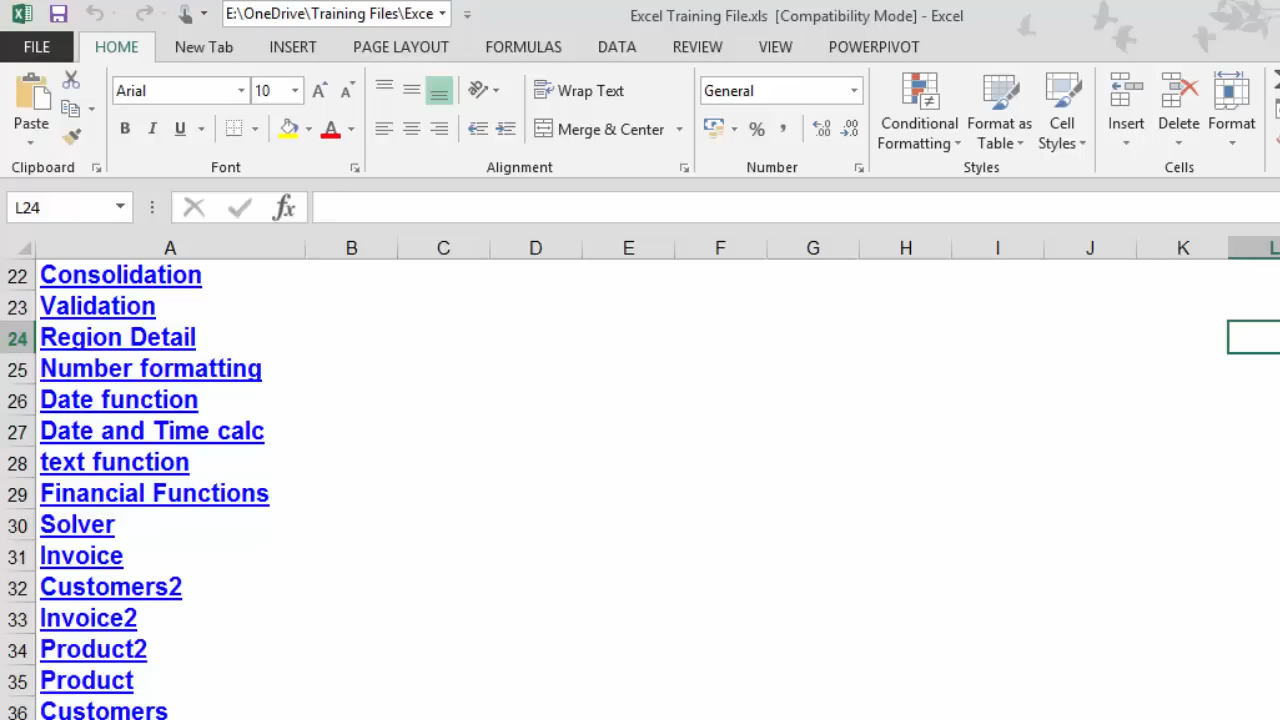 E:\OneDrive\Training Files\Exce
Excel Training File.xls [Compatibility Mode] - Excel
FILE HOME New Tab INSERT PAGE LAYOUT FORMULAS DATA REVIEW VIEW POWERPIVOT
Arial 10 Wrap Text General
Paste B I U Merge & Center % Conditional Formatting Format as Table Cell Styles Insert Delete Format
Clipboard Font Alignment Number Styles Cells
L24 fx
A B C D E F G H I J K L
22 Consolidation
23 Validation
24 Region Detail
25 Number formatting
26 Date function
27 Date and Time calc
28 text function
29 Financial Functions
30 Solver
31 Invoice
32 Customers2
33 Invoice2
34 Product2
35 Product
36 Customers